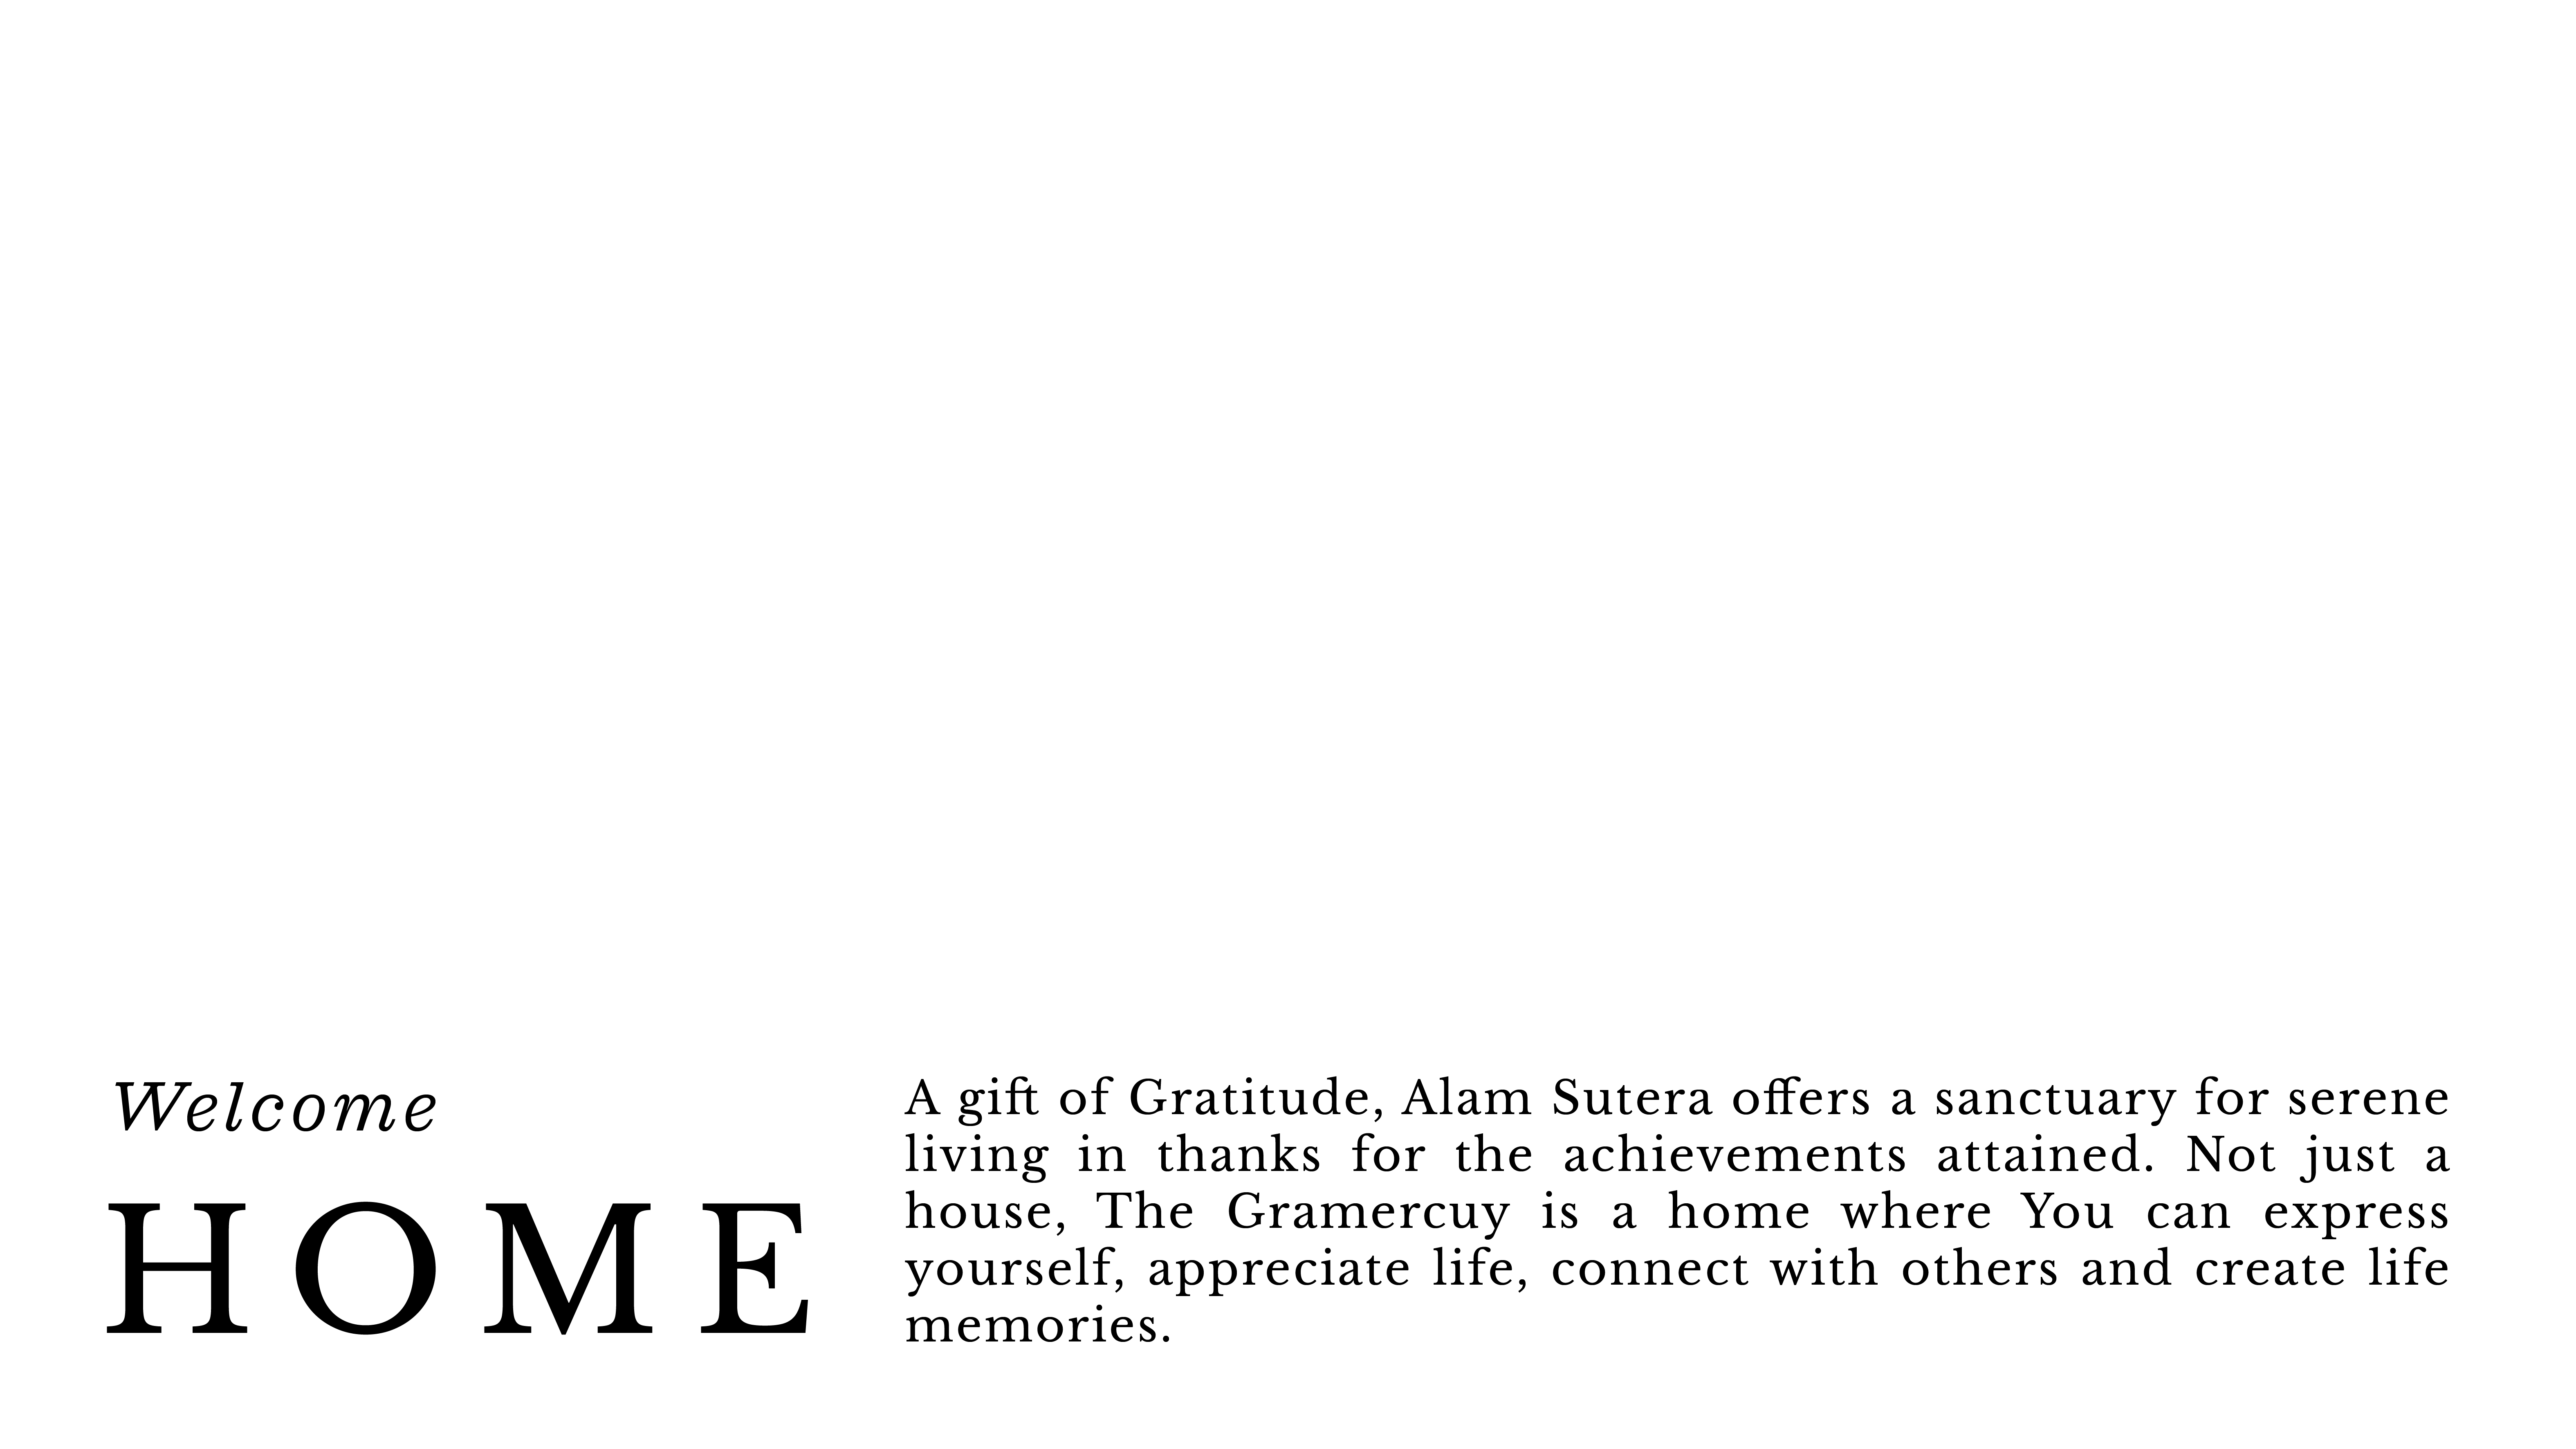 Welcome
HOME
A gift of Gratitude, Alam Sutera offers a sanctuary for serene
living in thanks for the achievements attained. Not just a
house, The Gramercuy is a home where You can express
yourself, appreciate life, connect with others and create life
memories.